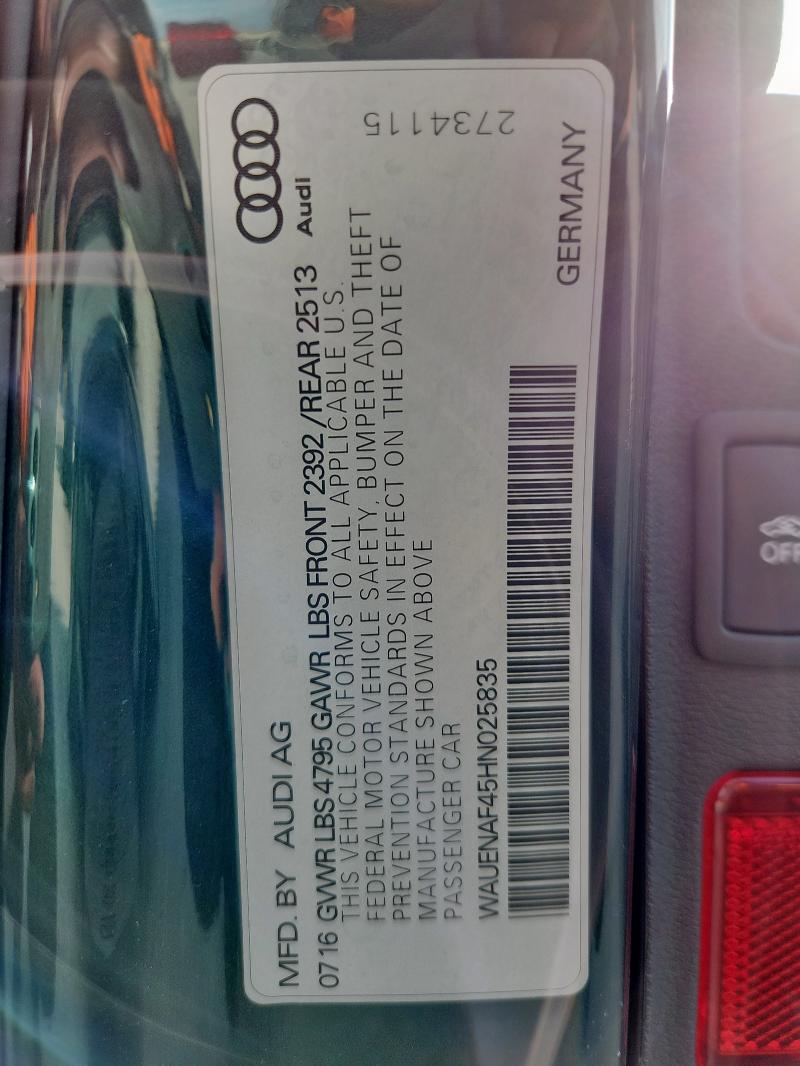 MFD. BY AUDI AG
Audi
0716 GVWR LBS 4795 GAWR LBS FRONT 2392 /REAR 2513
THIS VEHICLE CONFORMS TO ALL APPLICABLE U.S.
FEDERAL MOTOR VEHICLE SAFETY, BUMPER AND THEFT
PREVENTION STANDARDS IN EFFECT ON THE DATE OF
MANUFACTURE SHOWN ABOVE
PASSENGER CAR
2734115
WAUENAF45HN025835
GERMANY
OFF